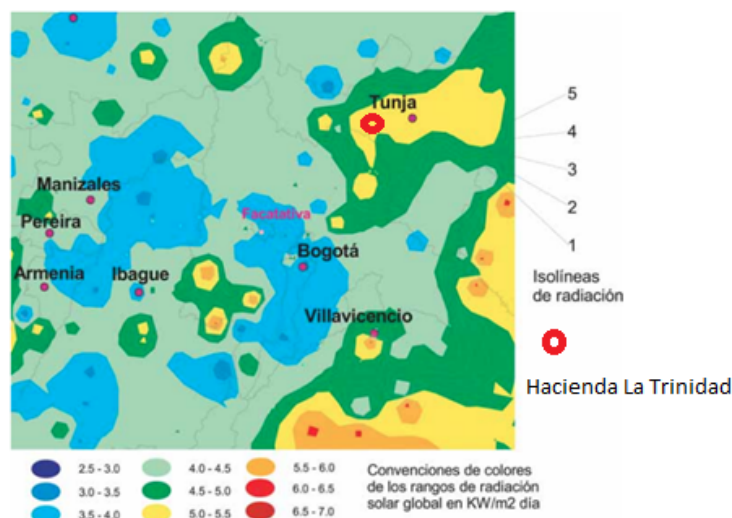 Tunja
5
4
3
2
1
Manizales
Facatativa
Pereira
Bogotá
Armenia
Ibague
Isolíneas
de radiación
Villavicencio
Hacienda La Trinidad
2.5 - 3.0
4.0 - 4.5
5.5 - 6.0
3.0 - 3.5
4.5 - 5.0
6.0 - 6.5
3.5 - 4.0
5.0 - 5.5
6.5 - 7.0
Convenciones de colores
de los rangos de radiación
solar global en KW/m2 día